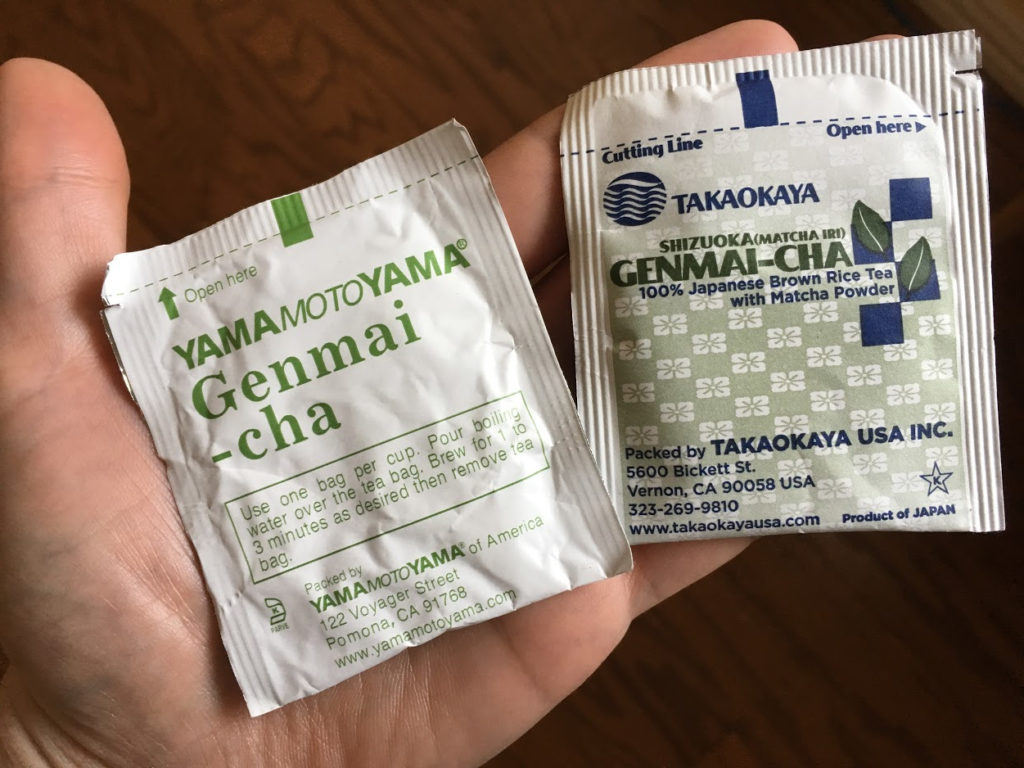 Open here
YAMAMOTOYAMA®
Genmai
-cha
Use one bag per cup. Pour boiling
water over the tea bag. Brew for 1 to
3 minutes as desired then remove tea
bag.
PARVE
Packed by
YAMAMOTOYAMA® of America
122 Voyager Street
Pomona, CA 91768
www.yamamotoyama.com
Cutting Line
Open here
TAKAOKAYA
SHIZUOKA(MATCHA IRI)
GENMAI-CHA
100% Japanese Brown Rice Tea
with Matcha Powder
Packed by TAKAOKAYA USA INC.
5600 Bickett St.
Vernon, CA 90058 USA
323-269-9810
www.takaokayausa.com
K
Product of JAPAN